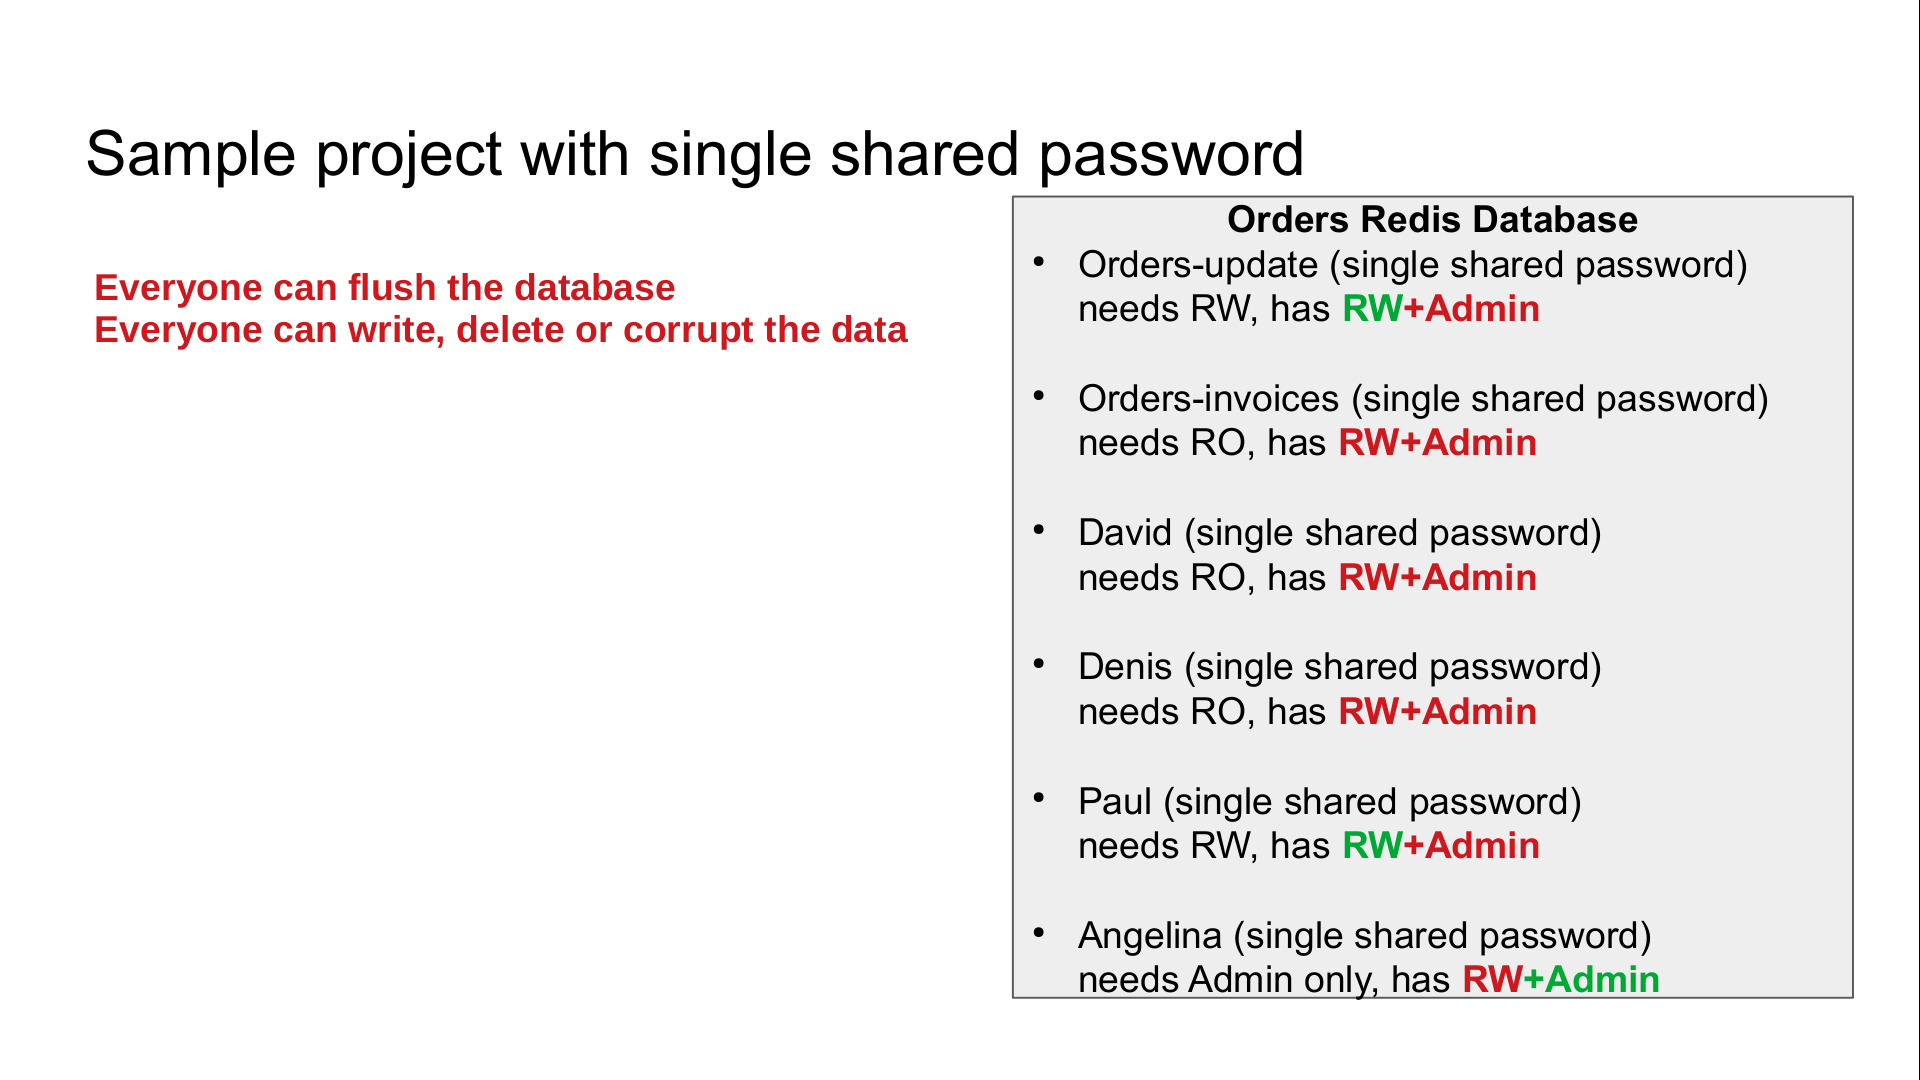 Sample project with single shared password
Everyone can flush the database
Everyone can write, delete or corrupt the data
Orders Redis Database
• Orders-update (single shared password)
needs RW, has RW+Admin
• Orders-invoices (single shared password)
needs RO, has RW+Admin
• David (single shared password)
needs RO, has RW+Admin
• Denis (single shared password)
needs RO, has RW+Admin
• Paul (single shared password)
needs RW, has RW+Admin
• Angelina (single shared password)
needs Admin only, has RW+Admin